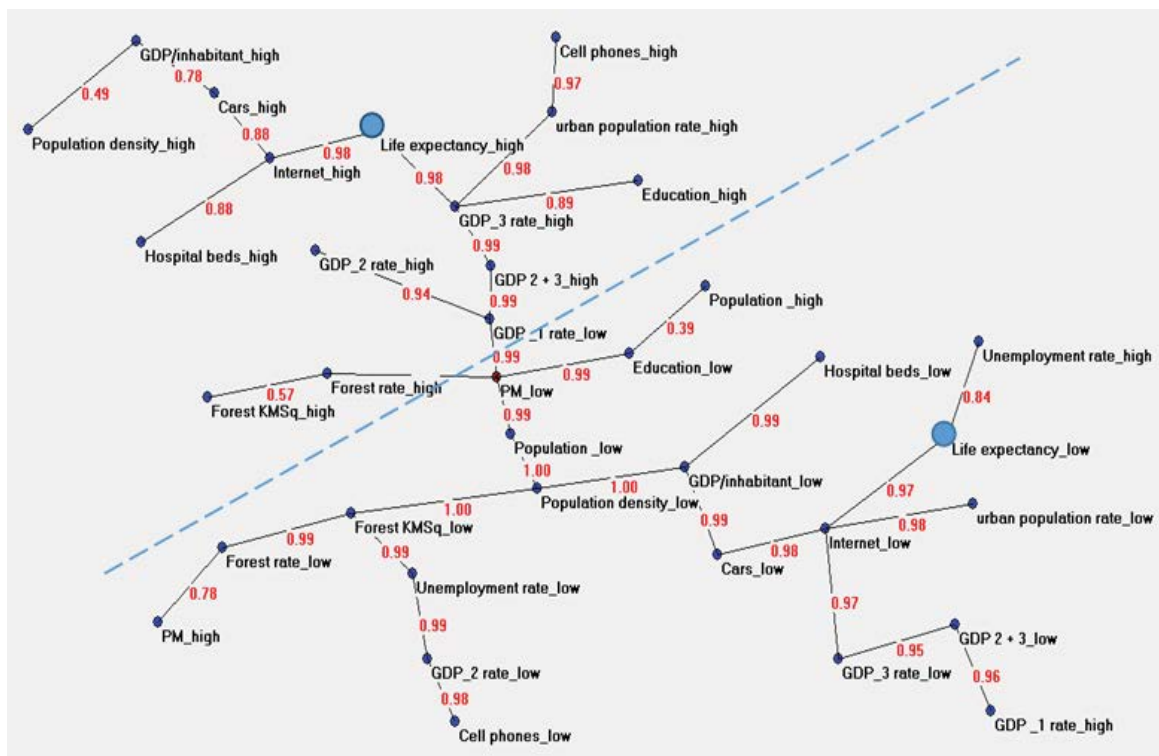 Cell phones_high
GDP/inhabitant_high
0.78
0.97
0.49
Cars_high
urban population rate_high
0.88
Life expectancy_high
Population density_high
0.98
Internet_high
0.98
0.98
Education_high
0.89
0.88
GDP_3 rate_high
0.99
Hospital beds_high
GDP_2 rate_high
GDP 2 + 3_high
0.94
0.99
Population _high
GDP _1 rate_low
0.39
0.99
Education_low
Unemployment rate_high
0.99
Hospital beds_low
Forest rate_high
PM_low
0.57
0.84
Forest KMSq_high
0.99
0.99
Population _low
Life expectancy_low
1.00
1.00
GDP/inhabitant_low
0.97
Population density_low
1.00
0.98
urban population rate_low
Forest KMSq_low
0.99
Internet_low
0.99
0.99
0.98
Forest rate_low
Cars_low
Unemployment rate_low
0.97
0.78
0.99
PM_high
GDP 2 + 3_low
0.95
GDP_2 rate_low
GDP_3 rate_low
0.96
0.98
GDP _1 rate_high
Cell phones_low